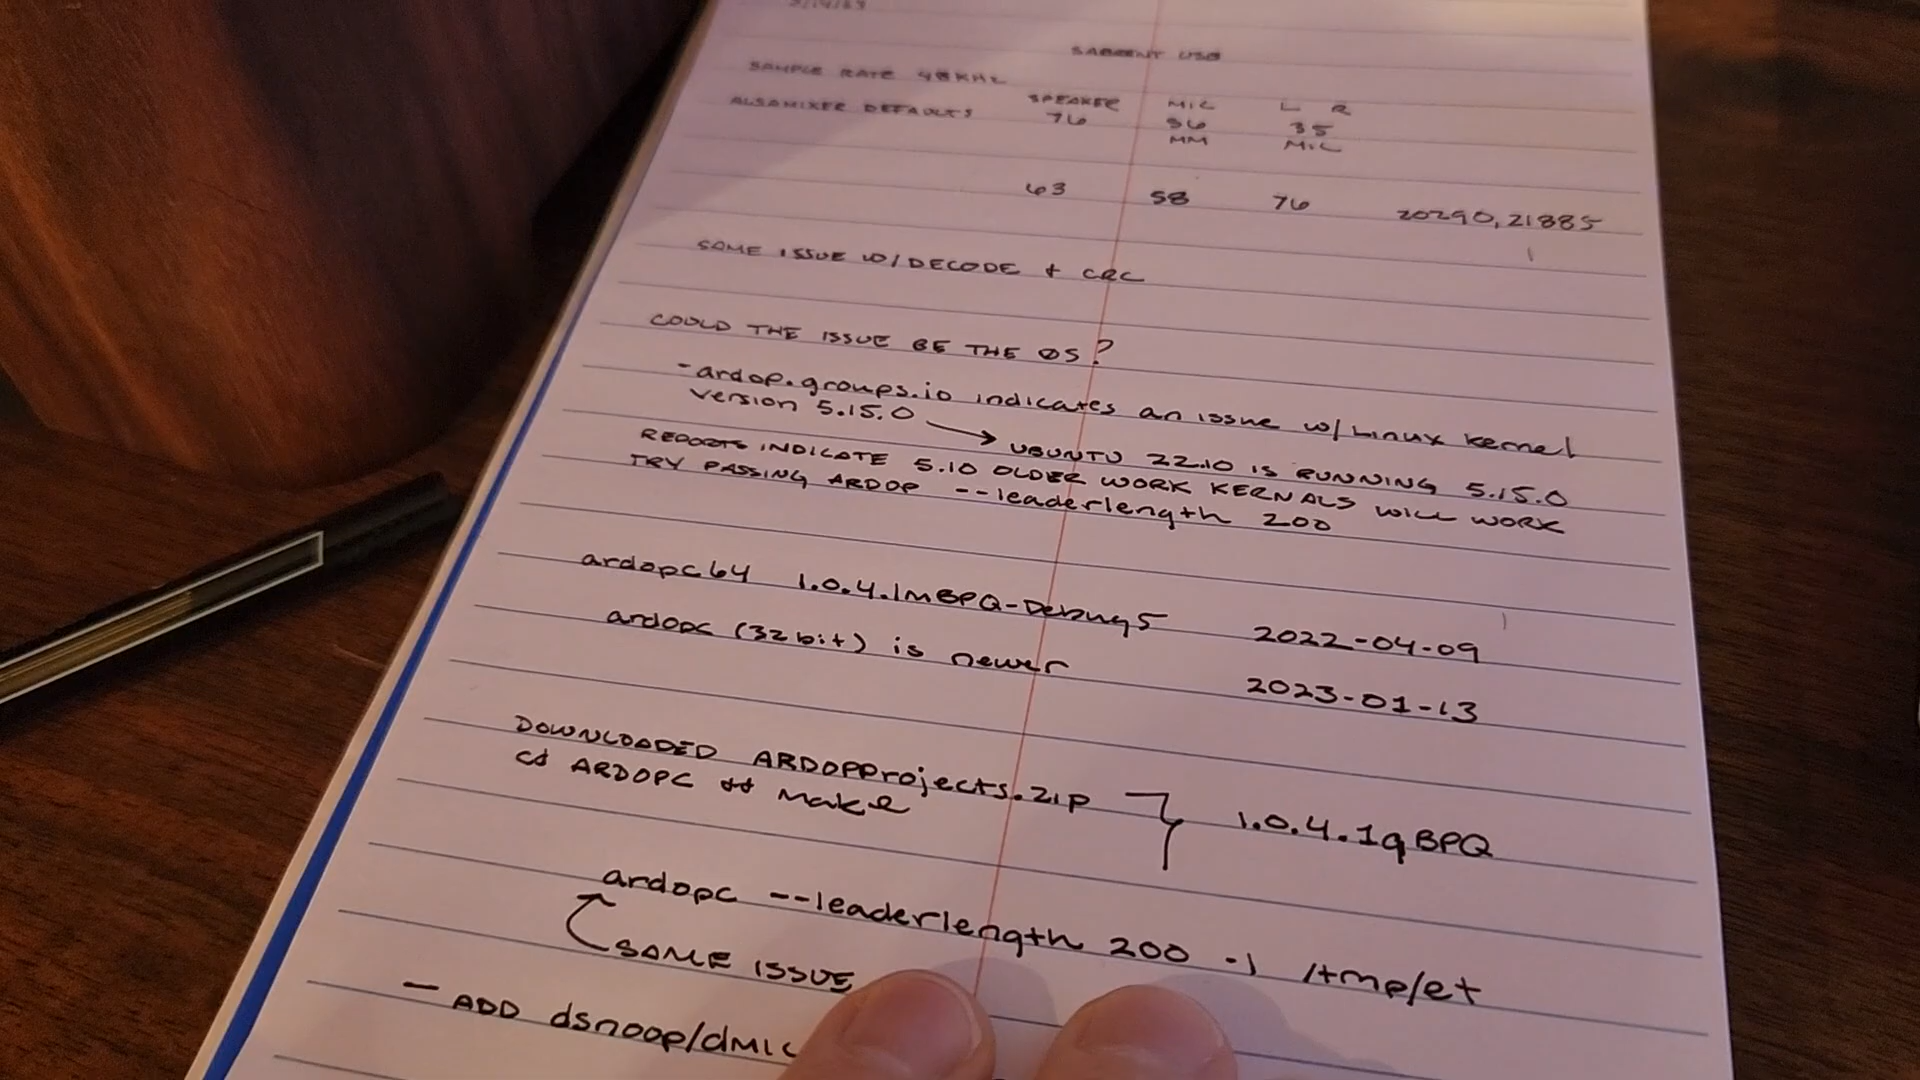 SABRENT USB
SAMPLE RATE 48KHZ
ALSAMIXER DEFAULTS SPEAKER MIC L R
76 36 35
MM MIC
63 58 76 20290,21885
SAME ISSUE W/DECODE + CRC
COULD THE ISSUE BE THE OS?
-ardop.groups.io indicates an issue w/Linux kernel
version 5.15.0 → UBUNTU 22.10 IS RUNNING 5.15.0
REPORTS INDICATE 5.10 OLDER WORK KERNALS WILL WORK
TRY PASSING ARDOP --leaderlength 200
ardopc64 1.0.4.1mBPQ-Debug5 2022-04-09
ardopc (32bit) is newer 2023-01-13
DOWNLOADED ARDOPProjects.zip
cd ARDOPC && make 1.0.4.1qBPQ
ardopc --leaderlength 200 -l /tmp/et
SAME ISSUE
- ADD dsnoop/dmic